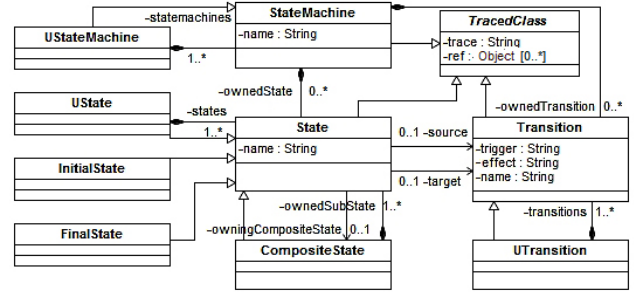 StateMachine
-name : String
TracedClass
-trace : String
-ref : Object [0..*]
UStateMachine
-statemachines
1..*
-ownedState
0..*
-ownedTransition
0..*
UState
-states
1..*
State
-name : String
0..1 -source
0..1 -target
Transition
-trigger : String
-effect : String
-name : String
InitialState
FinalState
-ownedSubState
1..*
-owningCompositeState
0..1
-transitions
1..*
CompositeState
UTransition